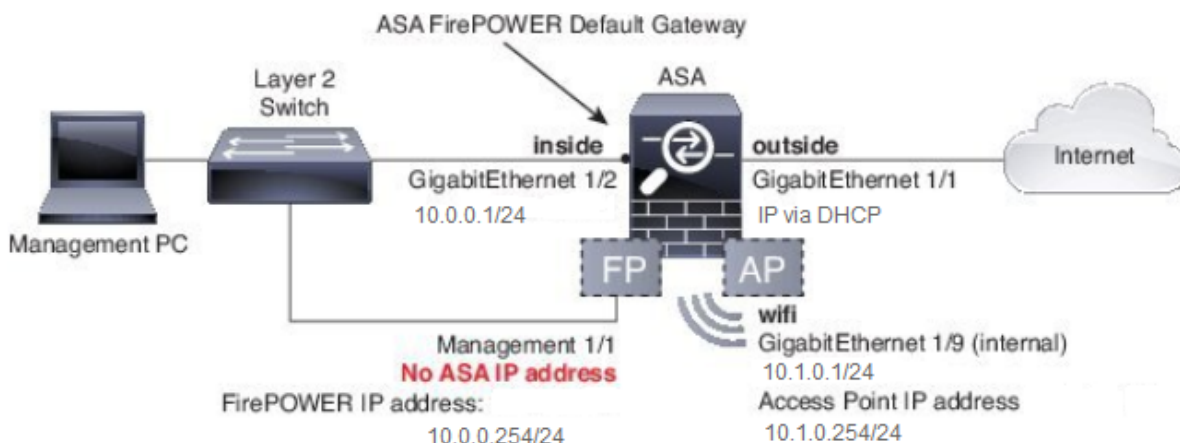 ASA FirePOWER Default Gateway
Layer 2
Switch
ASA
inside
outside
Internet
GigabitEthernet 1/2
GigabitEthernet 1/1
10.0.0.1/24
IP via DHCP
Management PC
FP
AP
wifi
Management 1/1
GigabitEthernet 1/9 (internal)
No ASA IP address
10.1.0.1/24
FirePOWER IP address:
Access Point IP address
10.0.0.254/24
10.1.0.254/24